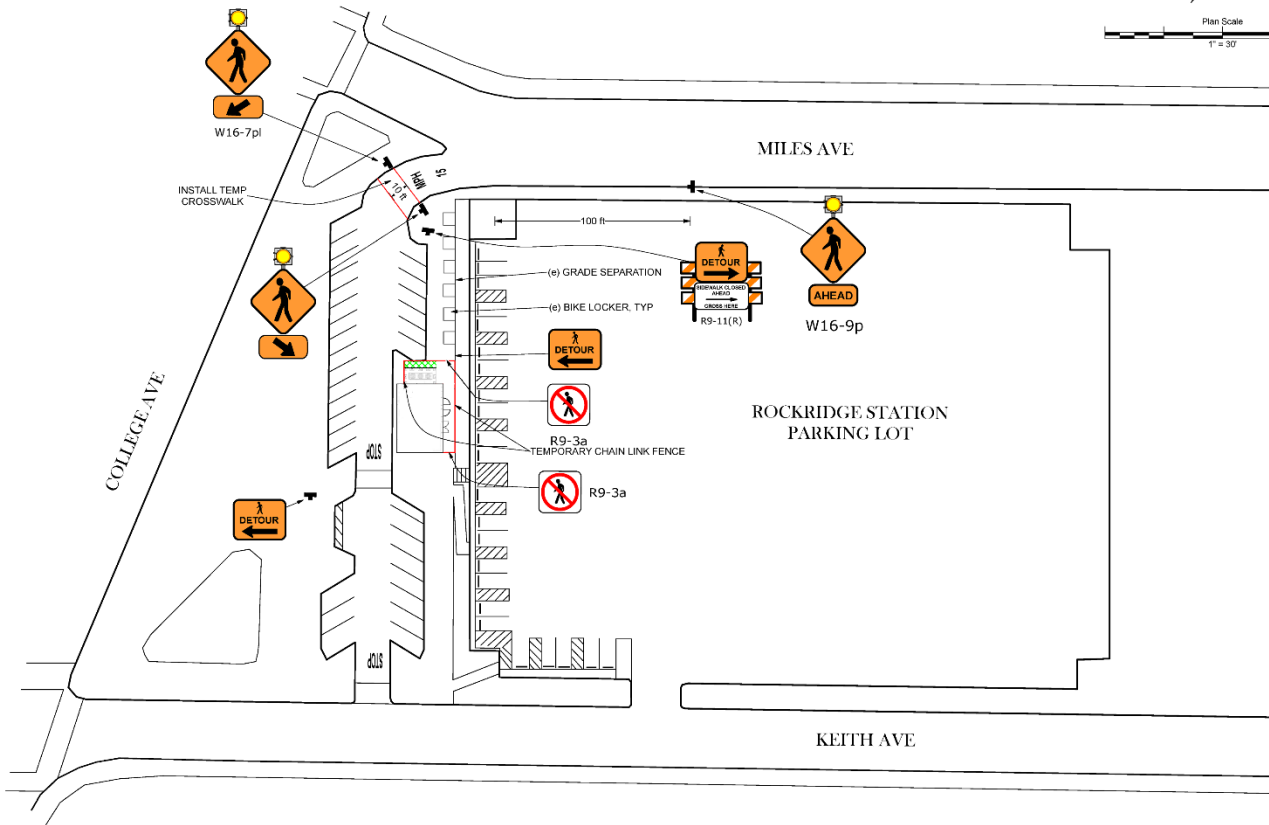 Plan Scale
1" = 30'
W16-7pl
MILES AVE
15
MPH
10 ft
INSTALL TEMP
CROSSWALK
100 ft
DETOUR
SIDEWALK CLOSED
AHEAD
CROSS HERE
R9-11(R)
AHEAD
W16-9p
(e) GRADE SEPARATION
(e) BIKE LOCKER, TYP
DETOUR
R9-3a
TEMPORARY CHAIN LINK FENCE
ROCKRIDGE STATION
PARKING LOT
COLLEGE AVE
STOP
R9-3a
DETOUR
STOP
KEITH AVE